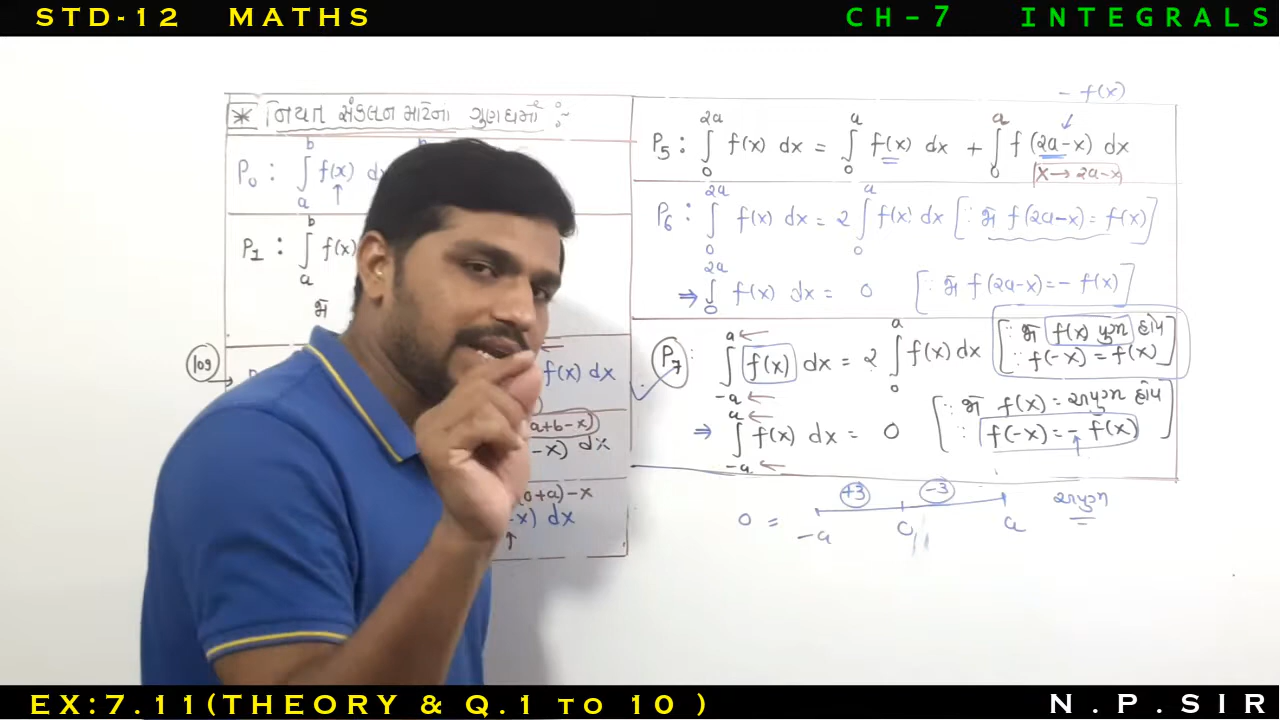 STD-12 MATHS
CH-7 INTEGRALS
* નિયત સંકલન માટેના ગુણધર્મો :-
P₀ : ∫ₐᵇ f(x) d
P₁ : ∫ₐᵇ f(x)
જો
109
f(x) dx
a+b-x)
-x) dx
(0+a)-x
-x) dx
- f(x)
P₅ : ∫₀²ᵃ f(x) dx = ∫₀ᵃ f(x) dx + ∫₀ᵃ f(2a-x) dx
x→2a-x
P₆ : ∫₀²ᵃ f(x) dx = 2 ∫₀ᵃ f(x) dx [∵ જો f(2a-x) = f(x)]
⇒ ∫₀²ᵃ f(x) dx = 0 [∵ જો f(2a-x) = - f(x)]
P₇ : ∫₋ₐᵃ f(x) dx = 2 ∫₀ᵃ f(x) dx [∵ જો f(x) યુગ્મ હોય
∵ f(-x) = f(x)]
⇒ ∫₋ₐᵃ f(x) dx = 0 [∵ જો f(x) = અયુગ્મ હોય
∵ f(-x) = - f(x)]
+3 -3 અયુગ્મ
0 = -a 0 a
EX:7.11(THEORY & Q.1 TO 10 )
N.P.SIR